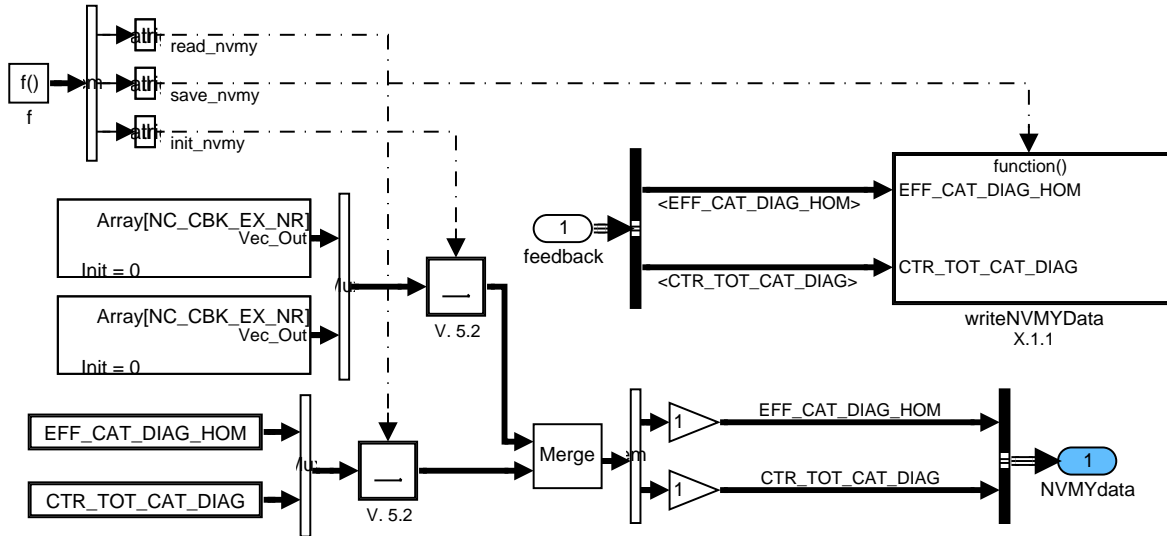 f()
f
read_nvmy
save_nvmy
init_nvmy
function()
EFF_CAT_DIAG_HOM
CTR_TOT_CAT_DIAG
writeNVMYData
X.1.1
<EFF_CAT_DIAG_HOM>
<CTR_TOT_CAT_DIAG>
1
feedback
Array[NC_CBK_EX_NR]
Vec_Out
Init = 0
Array[NC_CBK_EX_NR]
Vec_Out
Init = 0
V. 5.2
EFF_CAT_DIAG_HOM
CTR_TOT_CAT_DIAG
V. 5.2
Merge
1
EFF_CAT_DIAG_HOM
1
CTR_TOT_CAT_DIAG
1
NVMYdata